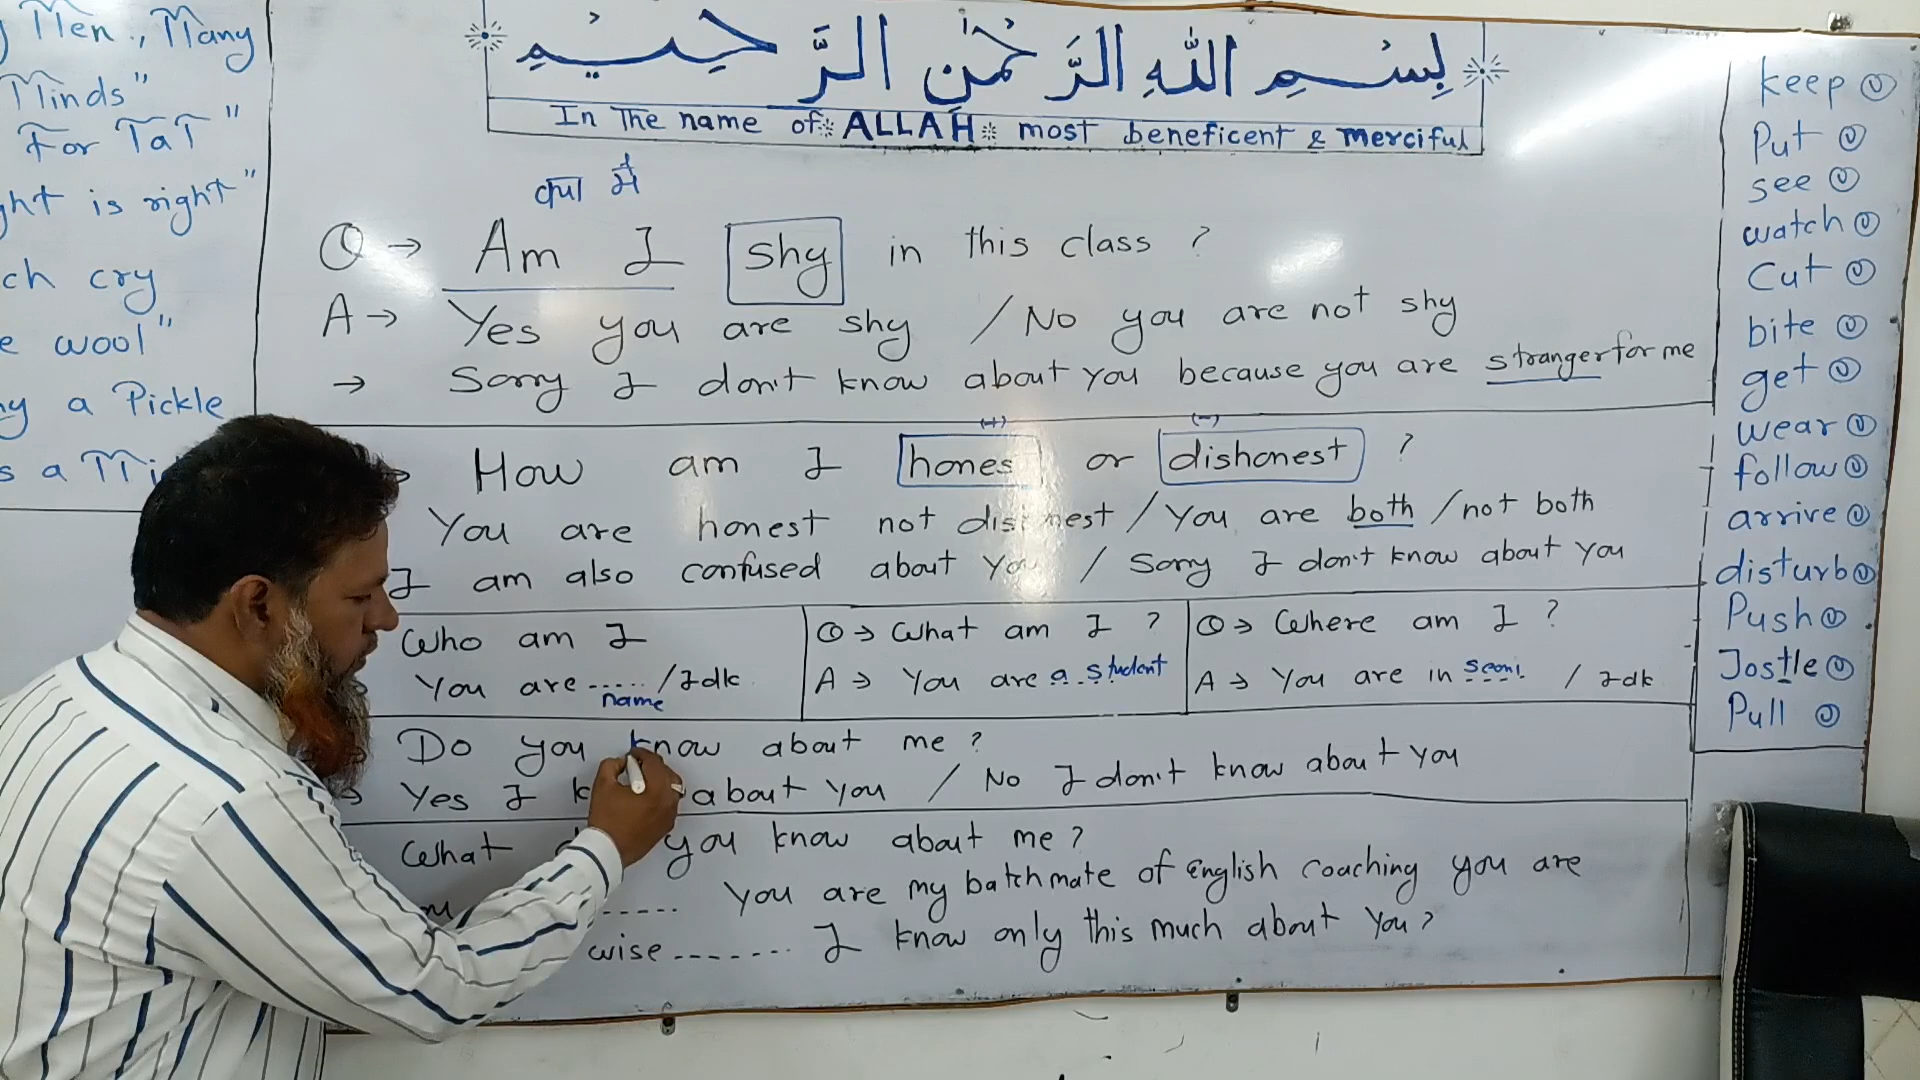 Men., Many
Minds"
For TaT"
ght is right"
ch cry
e wool"
a Pickle
s a Mi
بِسْمِ اللهِ الرَّحْمٰنِ الرَّحِيْمِ
In The name of ALLAH most beneficent & merciful
क्या मैं
Q → Am I shy in this class ?
A → Yes you are shy / No you are not shy
→ Sorry I don't know about you because you are stranger for me
(+) (-)
How am I hones or dishonest ?
You are honest not dis nest / You are both / not both
I am also confused about You / Sorry I don't know about you
Who am I
You are ..... / Idk
name
Q → What am I ?
A → You are a student
Q → Where am I ?
A → You are in Seoni / Idk
Do you know about me ?
Yes I k about you / No I don't know about you
What you know about me ?
----- You are my batchmate of English coaching you are
wise ------- I know only this much about you ?
keep
Put
see
watch
Cut
bite
get
wear
follow
arrive
disturb
Push
Jostle
Pull